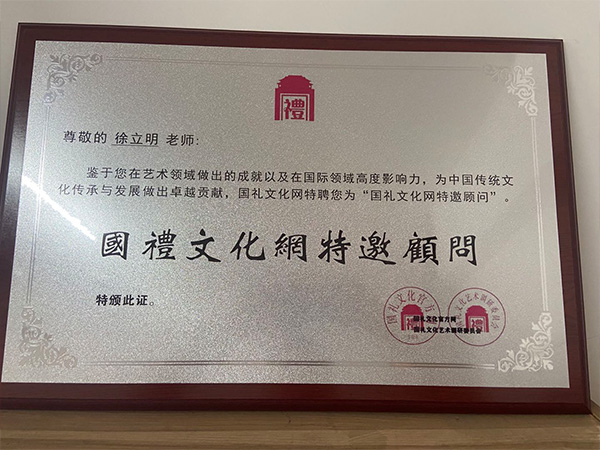 禮
尊敬的 徐立明 老师:
鉴于您在艺术领域做出的成就以及在国际领域高度影响力，为中国传统文
化传承与发展做出卓越贡献，国礼文化网特聘您为“国礼文化网特邀顾问”。
國禮文化網特邀顧問
特颁此证。
国礼文化官方网
国礼文化艺术调研委员会